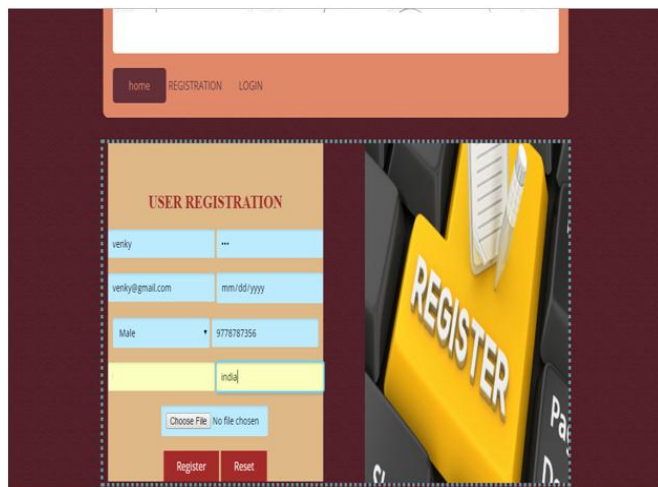 home REGISTRATION LOGIN
USER REGISTRATION
venky •••
venky@gmail.com mm/dd/yyyy
Male 9778787356
india
Choose File No file chosen
Register Reset
REGISTER